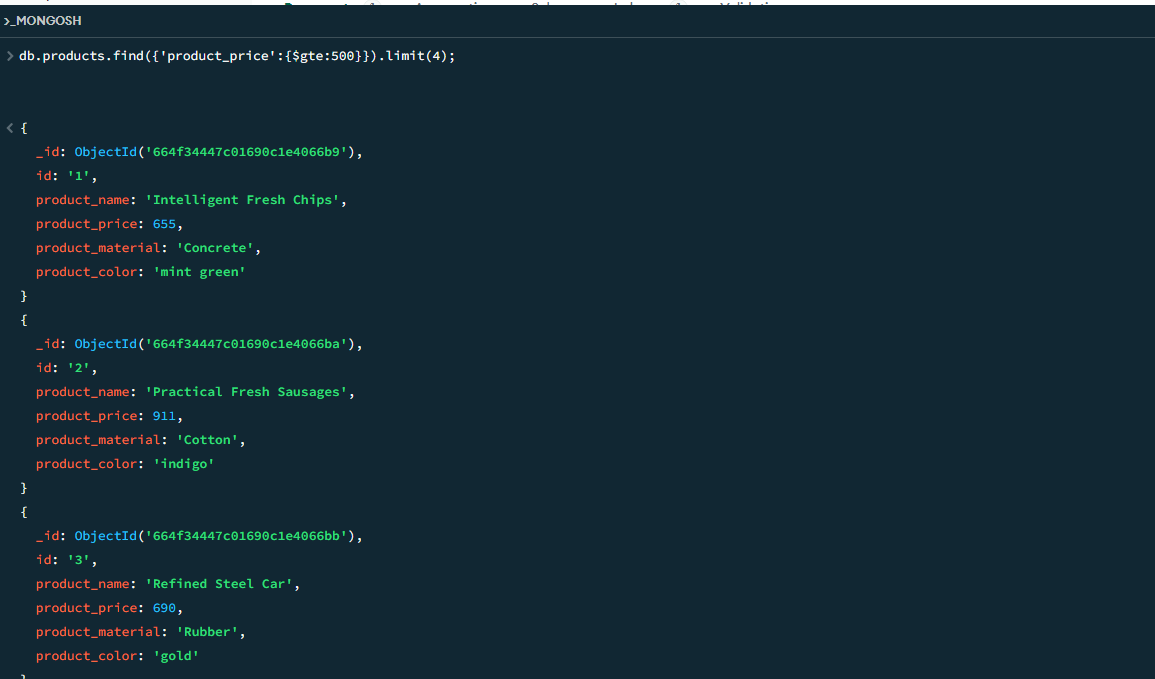 >_MONGOSH
> db.products.find({'product_price':{$gte:500}}).limit(4);
< {
_id: ObjectId('664f34447c01690c1e4066b9'),
id: '1',
product_name: 'Intelligent Fresh Chips',
product_price: 655,
product_material: 'Concrete',
product_color: 'mint green'
}
{
_id: ObjectId('664f34447c01690c1e4066ba'),
id: '2',
product_name: 'Practical Fresh Sausages',
product_price: 911,
product_material: 'Cotton',
product_color: 'indigo'
}
{
_id: ObjectId('664f34447c01690c1e4066bb'),
id: '3',
product_name: 'Refined Steel Car',
product_price: 690,
product_material: 'Rubber',
product_color: 'gold'
}